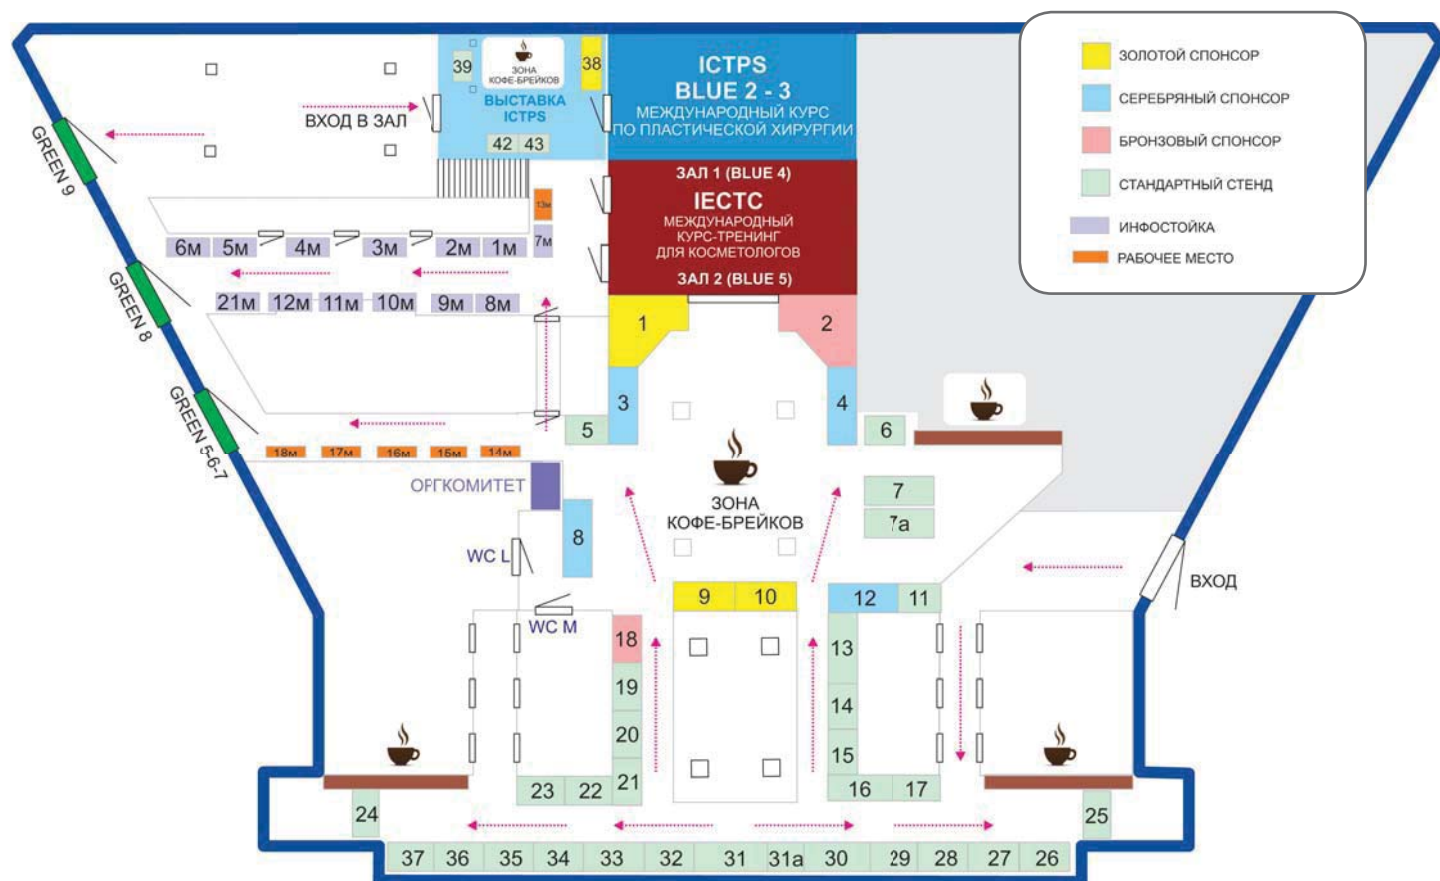 ЗОЛОТОЙ СПОНСОР
СЕРЕБРЯНЫЙ СПОНСОР
БРОНЗОВЫЙ СПОНСОР
СТАНДАРТНЫЙ СТЕНД
ИНФОСТОЙКА
РАБОЧЕЕ МЕСТО
39
ЗОНА
КОФЕ-БРЕЙКОВ
38
ВЫСТАВКА
ICTPS
42 43
ВХОД В ЗАЛ
ICTPS
BLUE 2 - 3
МЕЖДУНАРОДНЫЙ КУРС
ПО ПЛАСТИЧЕСКОЙ ХИРУРГИИ
ЗАЛ 1 (BLUE 4)
IECTC
МЕЖДУНАРОДНЫЙ
КУРС-ТРЕНИНГ
ДЛЯ КОСМЕТОЛОГОВ
ЗАЛ 2 (BLUE 5)
GREEN 9
GREEN 8
GREEN 5-6-7
13м
7м
6м 5м 4м 3м 2м 1м
21м 12м 11м 10м 9м 8м
18м 17м 16м 15м 14м
1
2
3
4
5
6
7
7а
ОРГКОМИТЕТ
8
ЗОНА
КОФЕ-БРЕЙКОВ
WC L
WC M
ВХОД
9 10
12 11
18
19
20
21
23 22
13
14
15
16 17
24
25
37 36 35 34 33 32 31 31а 30 29 28 27 26